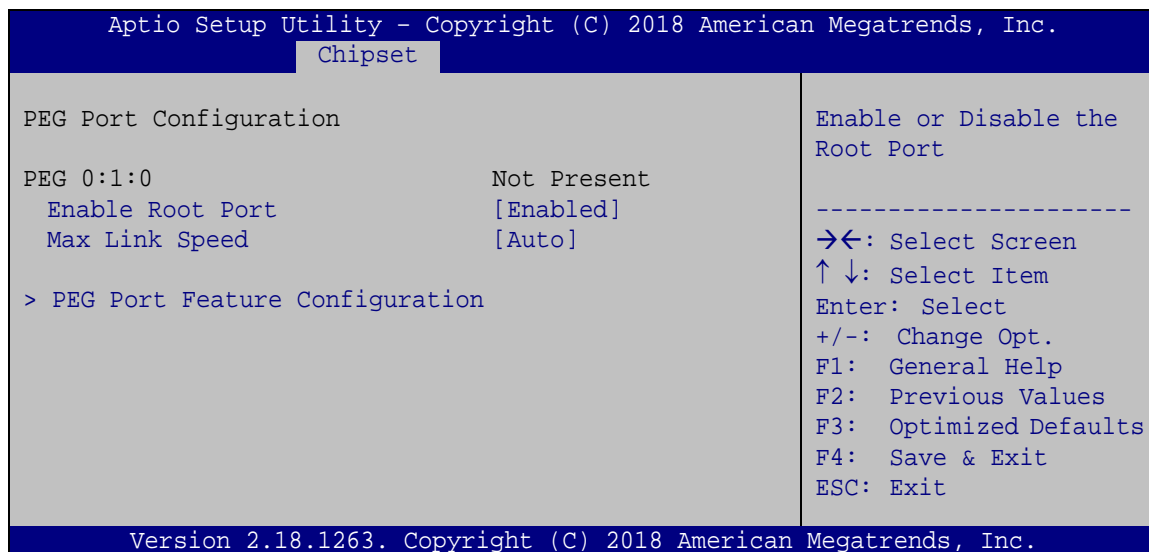 Aptio Setup Utility – Copyright (C) 2018 American Megatrends, Inc.
Chipset
PEG Port Configuration
PEG 0:1:0 Not Present
Enable Root Port [Enabled]
Max Link Speed [Auto]
> PEG Port Feature Configuration
Enable or Disable the
Root Port
----------------------
→←: Select Screen
↑ ↓: Select Item
Enter: Select
+/-: Change Opt.
F1: General Help
F2: Previous Values
F3: Optimized Defaults
F4: Save & Exit
ESC: Exit
Version 2.18.1263. Copyright (C) 2018 American Megatrends, Inc.